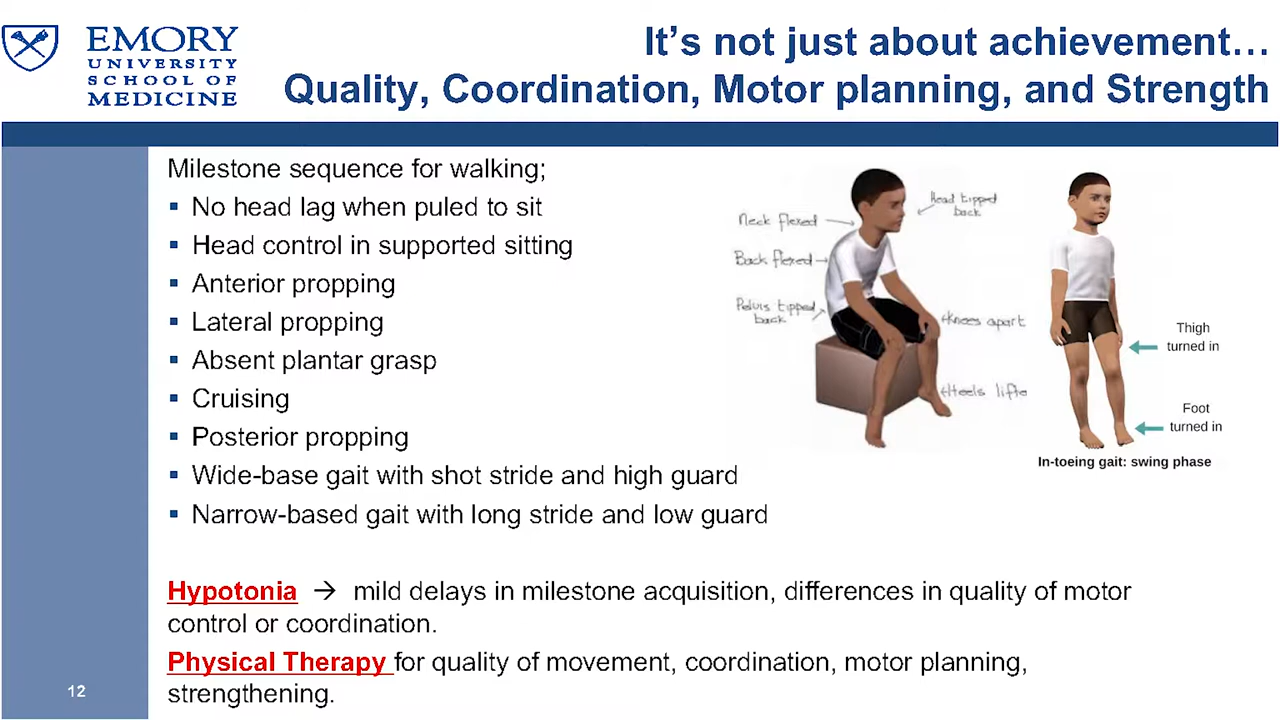 EMORY
UNIVERSITY
SCHOOL OF
MEDICINE
It's not just about achievement…
Quality, Coordination, Motor planning, and Strength
Milestone sequence for walking;
▪ No head lag when puled to sit
▪ Head control in supported sitting
▪ Anterior propping
▪ Lateral propping
▪ Absent plantar grasp
▪ Cruising
▪ Posterior propping
▪ Wide-base gait with shot stride and high guard
▪ Narrow-based gait with long stride and low guard
Neck flexed
Head tipped
back
Back flexed
Pelvis tipped
back
Knees apart
Heels lifte
Thigh
turned in
Foot
turned in
In-toeing gait: swing phase
Hypotonia → mild delays in milestone acquisition, differences in quality of motor
control or coordination.
Physical Therapy for quality of movement, coordination, motor planning,
strengthening.
12